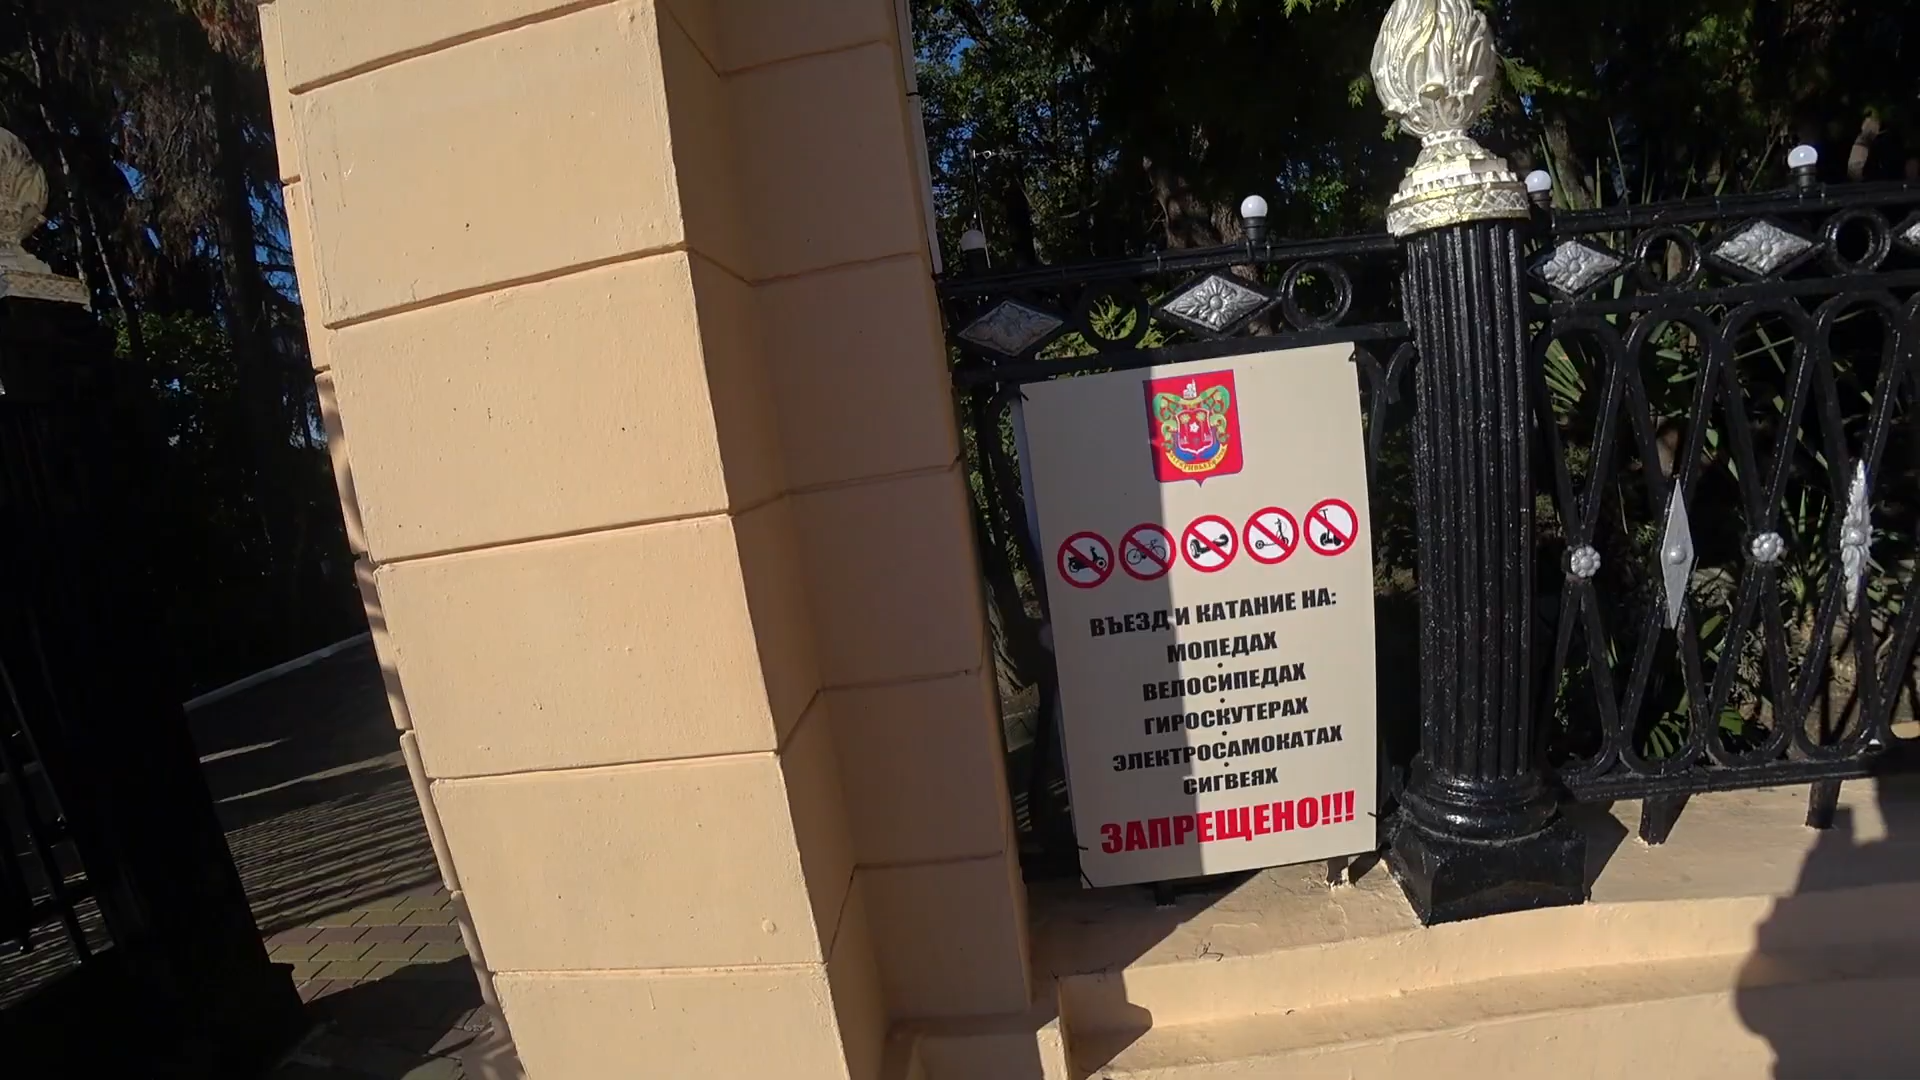 ВЪЕЗД И КАТАНИЕ НА:
МОПЕДАХ
•
ВЕЛОСИПЕДАХ
•
ГИРОСКУТЕРАХ
•
ЭЛЕКТРОСАМОКАТАХ
•
СИГВЕЯХ
ЗАПРЕЩЕНО!!!